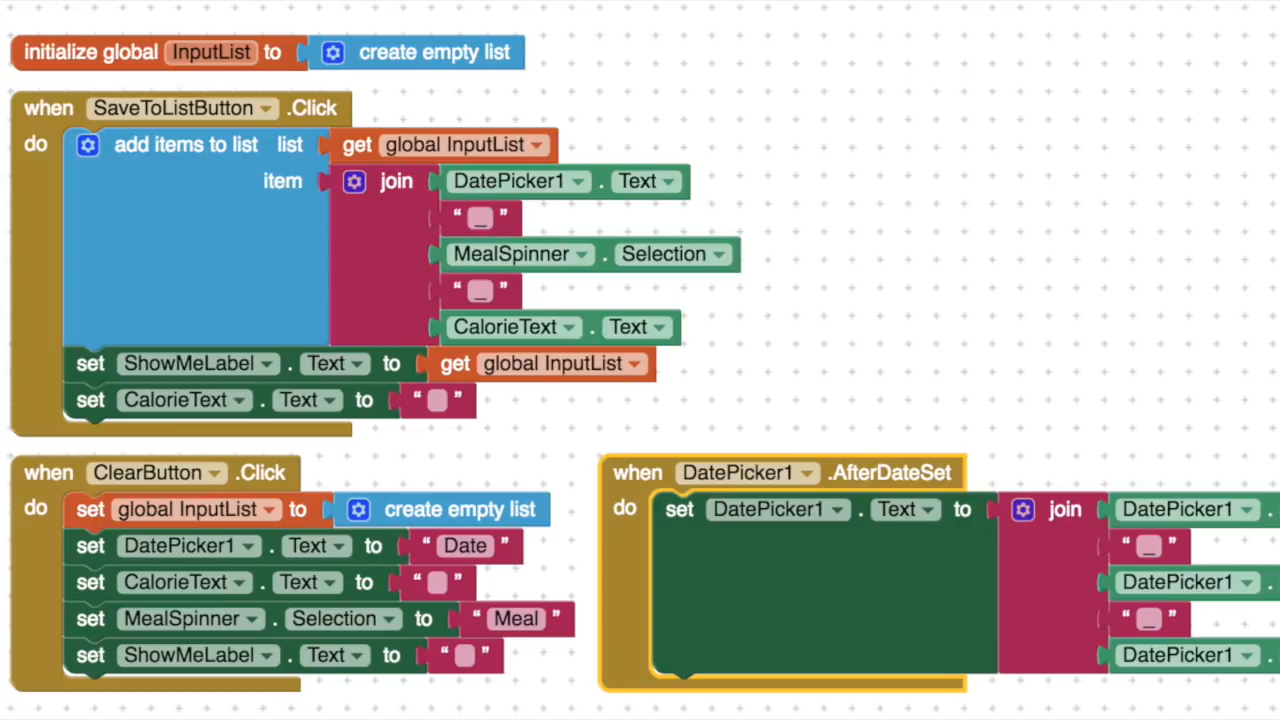 initialize global InputList to create empty list
when SaveToListButton .Click
do add items to list list get global InputList
item join DatePicker1 . Text
“ _ ”
MealSpinner . Selection
“ _ ”
CalorieText . Text
set ShowMeLabel . Text to get global InputList
set CalorieText . Text to “ ”
when ClearButton .Click
do set global InputList to create empty list
set DatePicker1 . Text to “ Date ”
set CalorieText . Text to “ ”
set MealSpinner . Selection to “ Meal ”
set ShowMeLabel . Text to “ ”
when DatePicker1 .AfterDateSet
do set DatePicker1 . Text to join DatePicker1 .
“ _ ”
DatePicker1 .
“ _ ”
DatePicker1 .